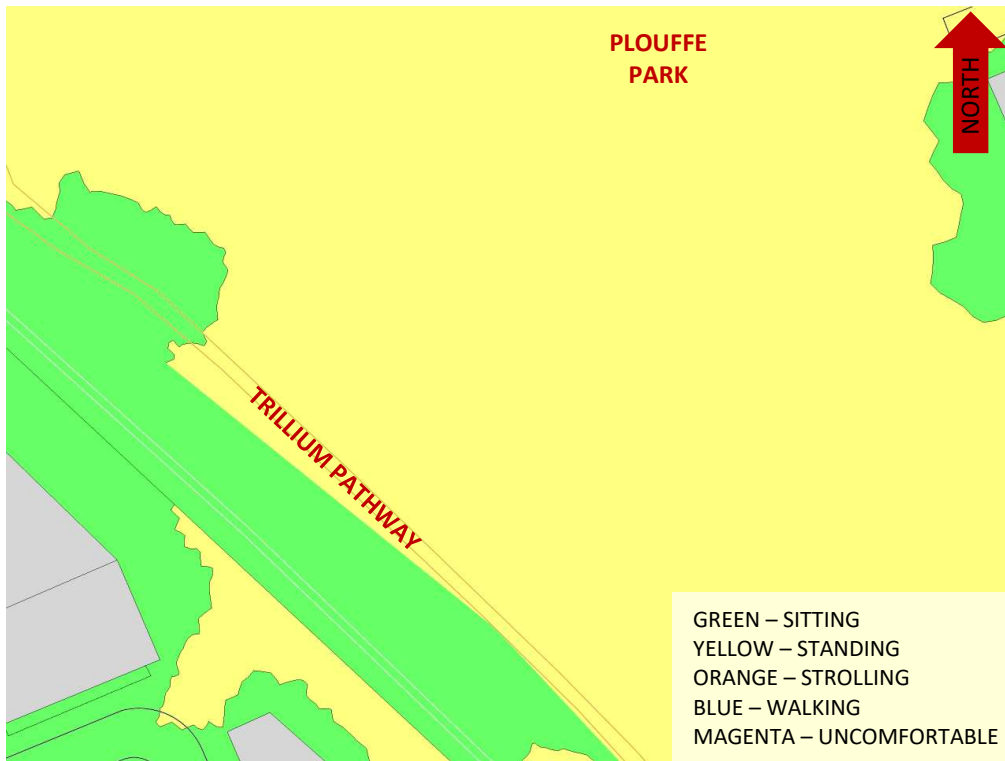 PLOUFFE
PARK
NORTH
TRILLIUM PATHWAY
GREEN – SITTING
YELLOW – STANDING
ORANGE – STROLLING
BLUE – WALKING
MAGENTA – UNCOMFORTABLE